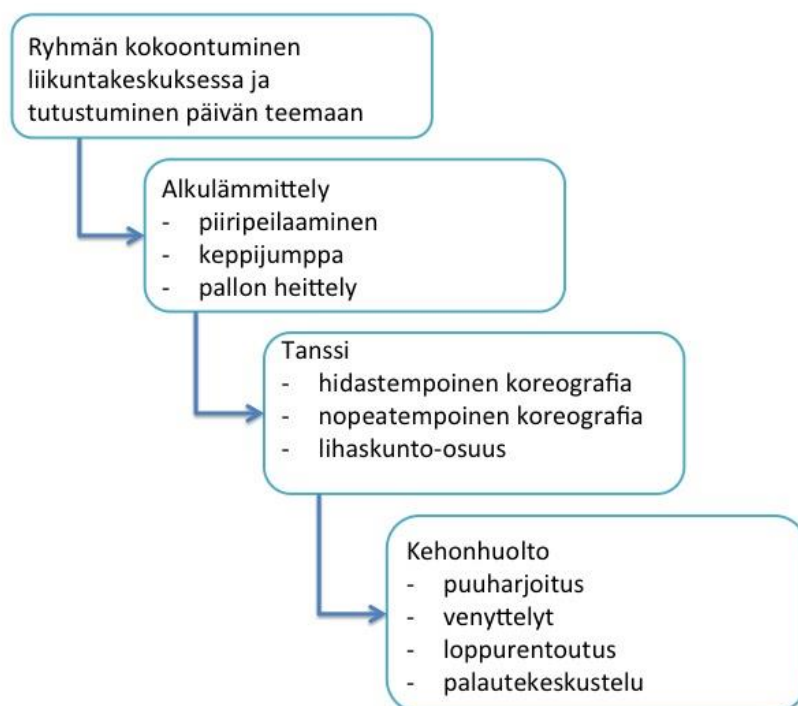 Ryhmän kokoontuminen
liikuntakeskuksessa ja
tutustuminen päivän teemaan
Alkulämmittely
- piiripeilaaminen
- keppijumppa
- pallon heittely
Tanssi
- hidastempoinen koreografia
- nopeatempoinen koreografia
- lihaskunto-osuus
Kehonhuolto
- puuharjoitus
- venyttelyt
- loppurentoutus
- palautekeskustelu